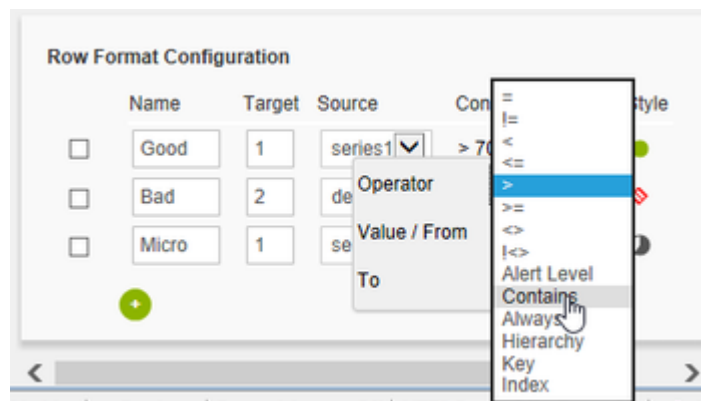 Row Format Configuration
Name Target Source Con Style
Good 1 series1 > 70
Bad 2 de
Micro 1 se
Operator
Value / From
To
=
!=
<
<=
>
>=
<>
!<>
Alert Level
Contains
Always
Hierarchy
Key
Index